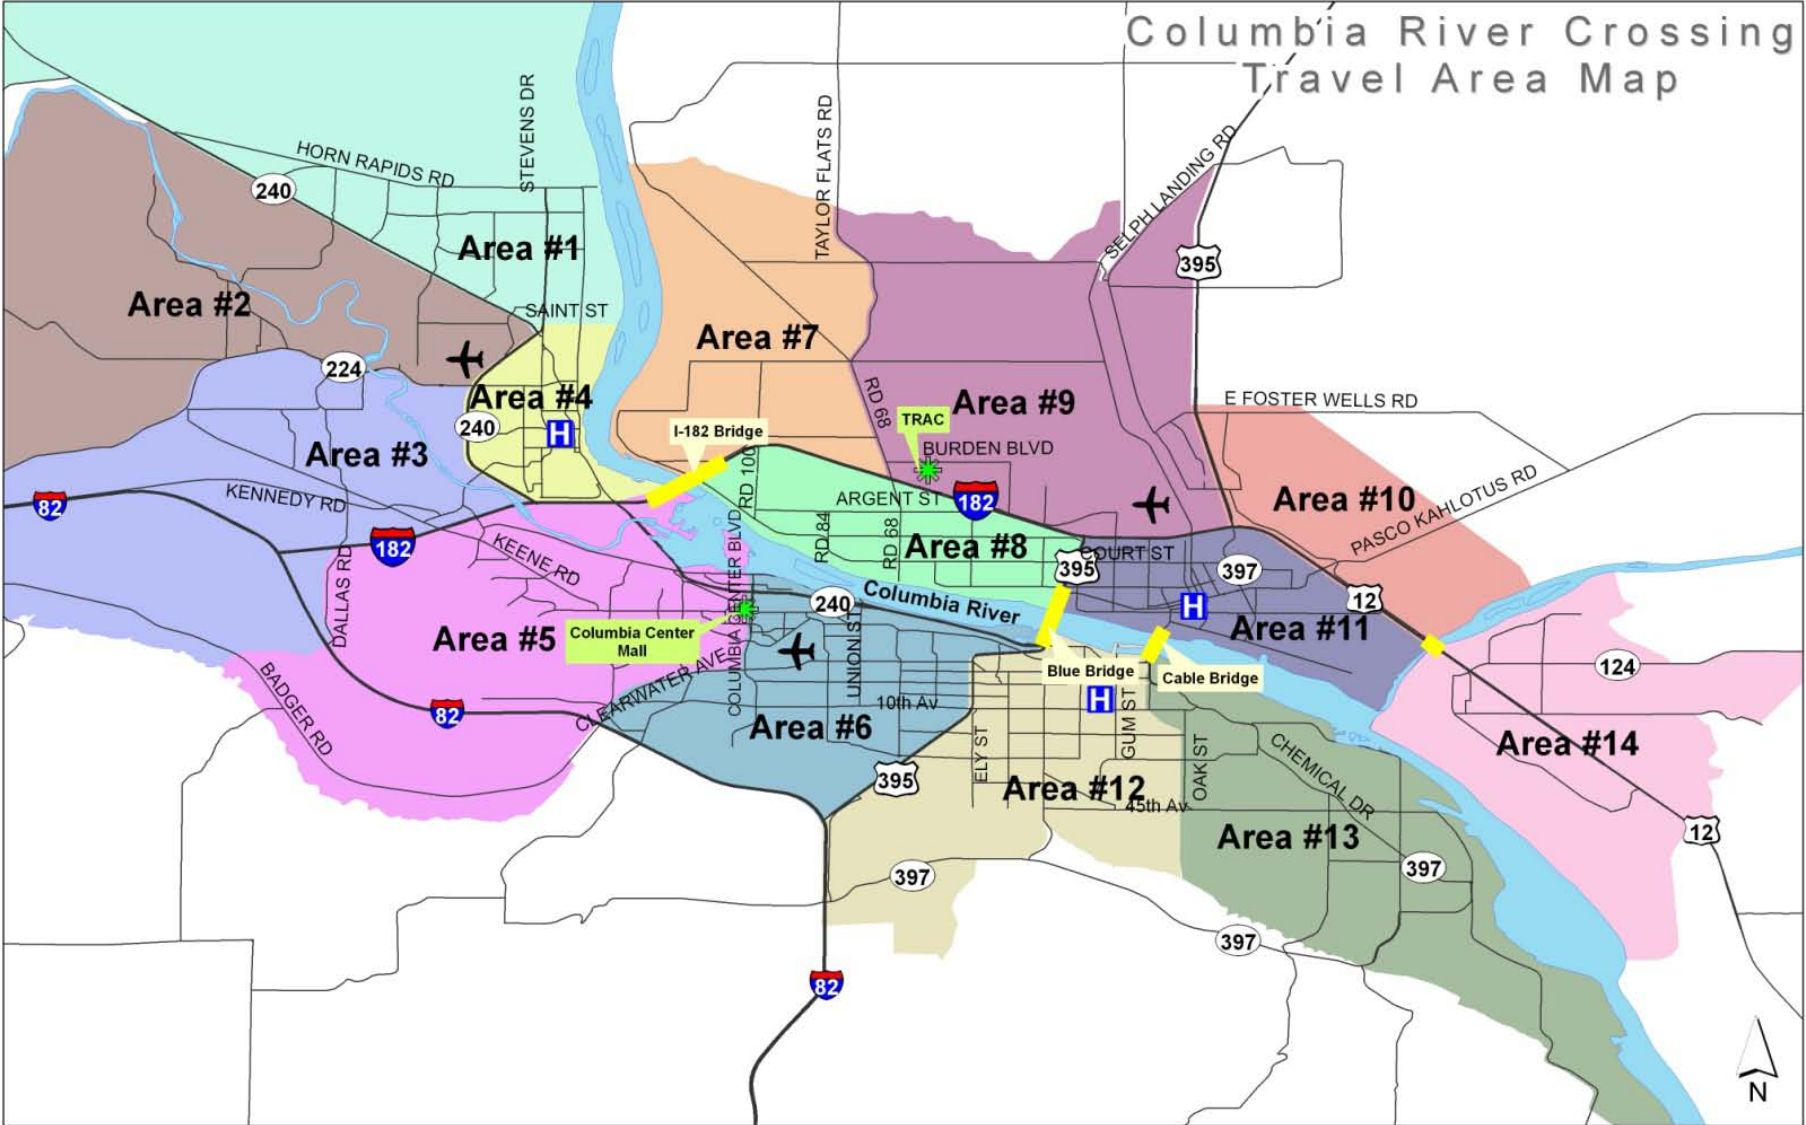 Columbia River Crossing
Travel Area Map
STEVENS DR
TAYLOR FLATS RD
SELPH LANDING RD
HORN RAPIDS RD
240
Area #1
395
Area #2
SAINT ST
Area #7
224
Area #4
RD 68
Area #9
E FOSTER WELLS RD
TRAC
240
H
I-182 Bridge
BURDEN BLVD
Area #3
RD 100
KENNEDY RD
82
ARGENT ST
182
Area #10
PASCO KAHLOTUS RD
182
KEENE RD
RD 84
RD 68
Area #8
COURT ST
395
397
DALLAS RD
COLUMBIA CENTER BLVD
240
Columbia River
12
H
Area #5
Columbia Center
Mall
UNION ST
Area #11
Blue Bridge
Cable Bridge
124
BADGER RD
82
CLEARWATER AVE
10th Av
H
GUM ST
Area #6
ELY ST
OAK ST
CHEMICAL DR
Area #14
395
Area #12
45th Av
Area #13
12
397
397
397
82
N